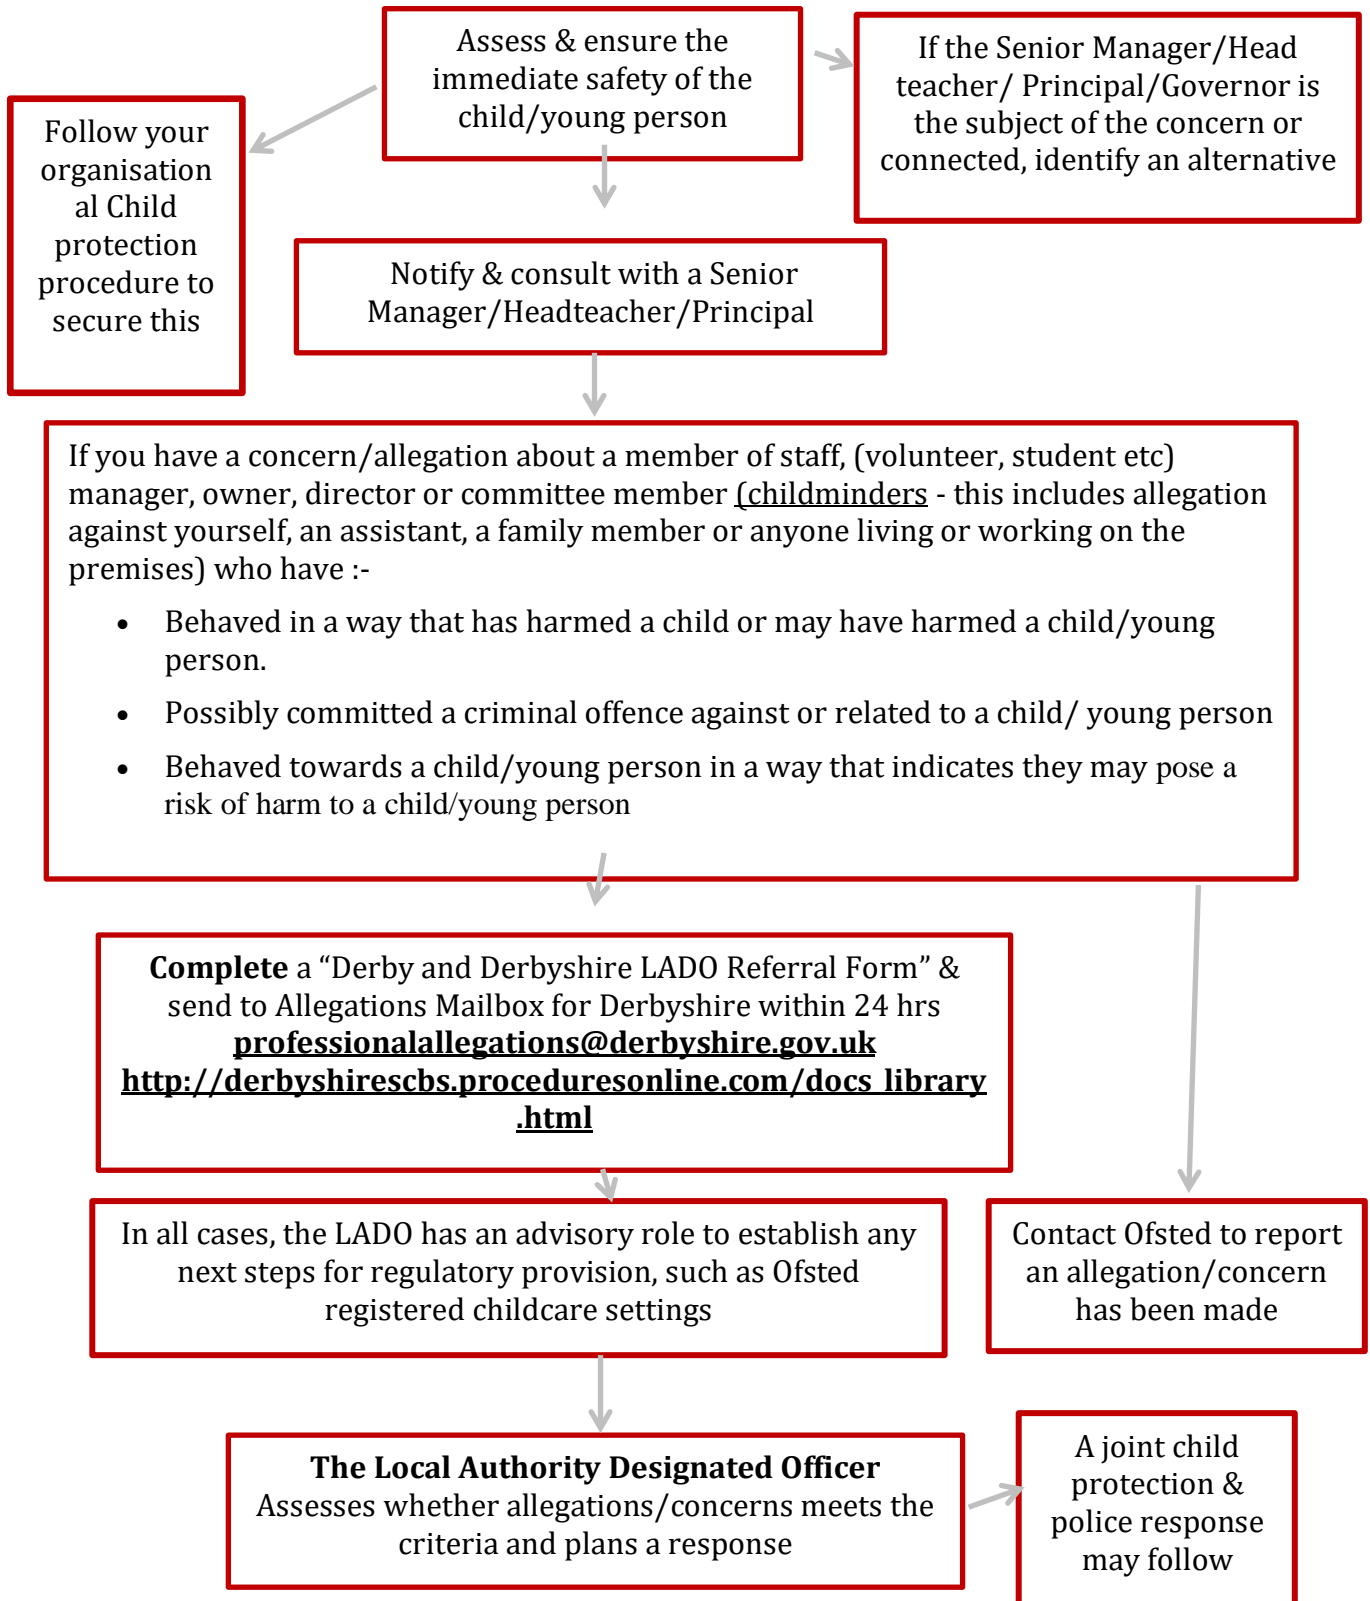 Assess & ensure the
immediate safety of the
child/young person
If the Senior Manager/Head
teacher/ Principal/Governor is
the subject of the concern or
connected, identify an alternative
Follow your
organisation
al Child
protection
procedure to
secure this
Notify & consult with a Senior
Manager/Headteacher/Principal
If you have a concern/allegation about a member of staff, (volunteer, student etc)
manager, owner, director or committee member (childminders - this includes allegation
against yourself, an assistant, a family member or anyone living or working on the
premises) who have :-
• Behaved in a way that has harmed a child or may have harmed a child/young
person.
• Possibly committed a criminal offence against or related to a child/ young person
• Behaved towards a child/young person in a way that indicates they may pose a
risk of harm to a child/young person
Complete a “Derby and Derbyshire LADO Referral Form” &
send to Allegations Mailbox for Derbyshire within 24 hrs
professionalallegations@derbyshire.gov.uk
http://derbyshirescbs.proceduresonline.com/docs_library
.html
In all cases, the LADO has an advisory role to establish any
next steps for regulatory provision, such as Ofsted
registered childcare settings
Contact Ofsted to report
an allegation/concern
has been made
The Local Authority Designated Officer
Assesses whether allegations/concerns meets the
criteria and plans a response
A joint child
protection &
police response
may follow